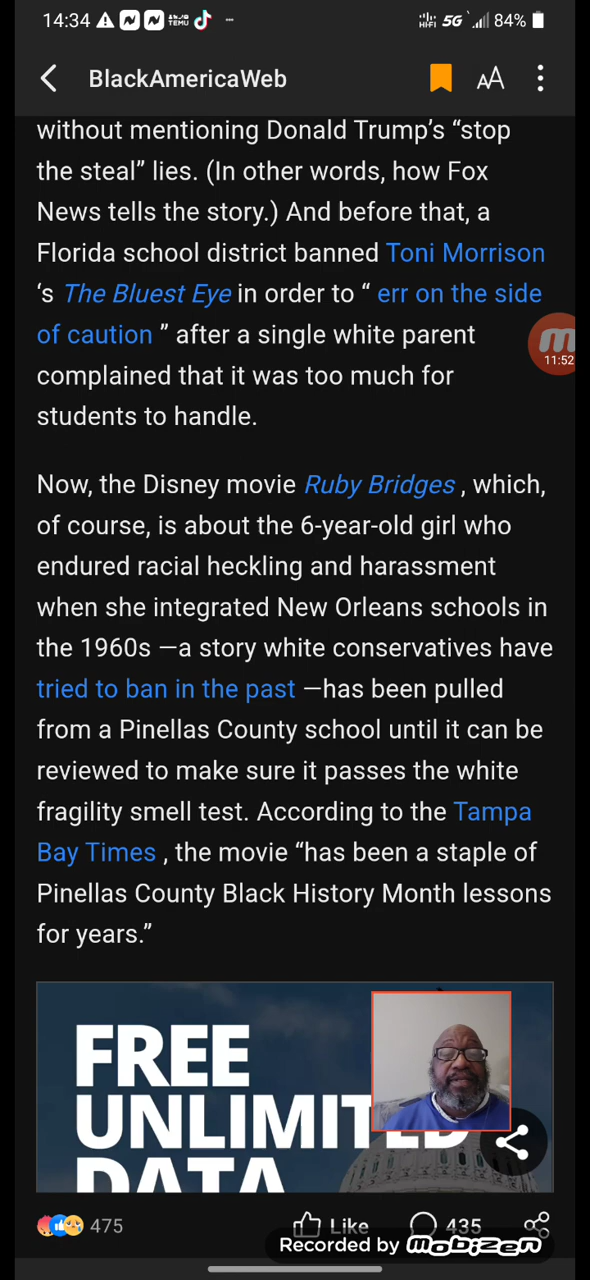 14:34 TEMU HiFi 5G 84%
BlackAmericaWeb AA
without mentioning Donald Trump’s “stop
the steal” lies. (In other words, how Fox
News tells the story.) And before that, a
Florida school district banned Toni Morrison
‘s The Bluest Eye in order to “ err on the side
of caution ” after a single white parent
complained that it was too much for
students to handle.
11:52
Now, the Disney movie Ruby Bridges , which,
of course, is about the 6-year-old girl who
endured racial heckling and harassment
when she integrated New Orleans schools in
the 1960s —a story white conservatives have
tried to ban in the past —has been pulled
from a Pinellas County school until it can be
reviewed to make sure it passes the white
fragility smell test. According to the Tampa
Bay Times , the movie “has been a staple of
Pinellas County Black History Month lessons
for years.”
FREE
UNLIMITED
DATA
475 Like 435
Recorded by mobizen